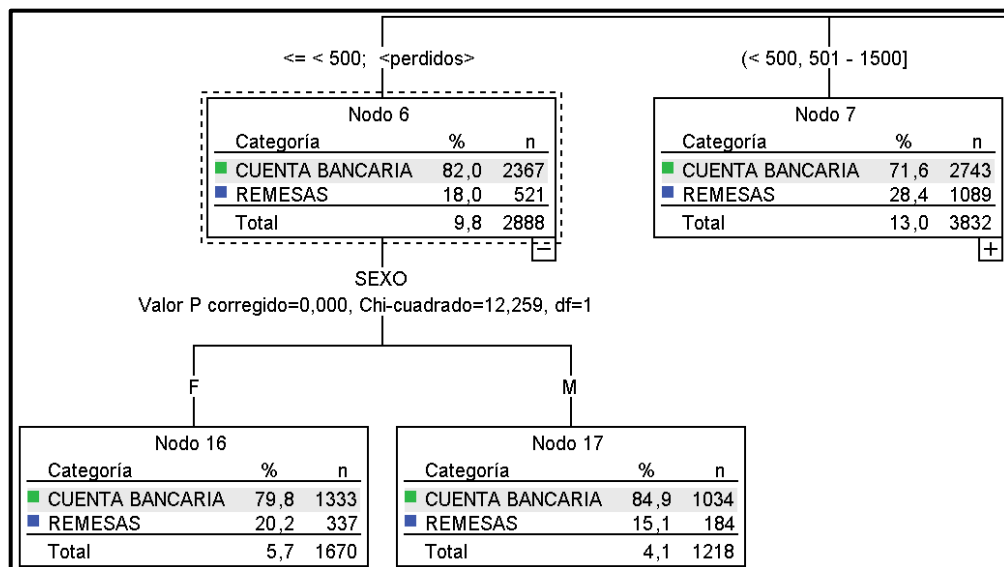 <= < 500; <perdidos>
(< 500, 501 - 1500]
Nodo 6
Categoría % n
CUENTA BANCARIA 82,0 2367
REMESAS 18,0 521
Total 9,8 2888
Nodo 7
Categoría % n
CUENTA BANCARIA 71,6 2743
REMESAS 28,4 1089
Total 13,0 3832
SEXO
Valor P corregido=0,000, Chi-cuadrado=12,259, df=1
F
M
Nodo 16
Categoría % n
CUENTA BANCARIA 79,8 1333
REMESAS 20,2 337
Total 5,7 1670
Nodo 17
Categoría % n
CUENTA BANCARIA 84,9 1034
REMESAS 15,1 184
Total 4,1 1218